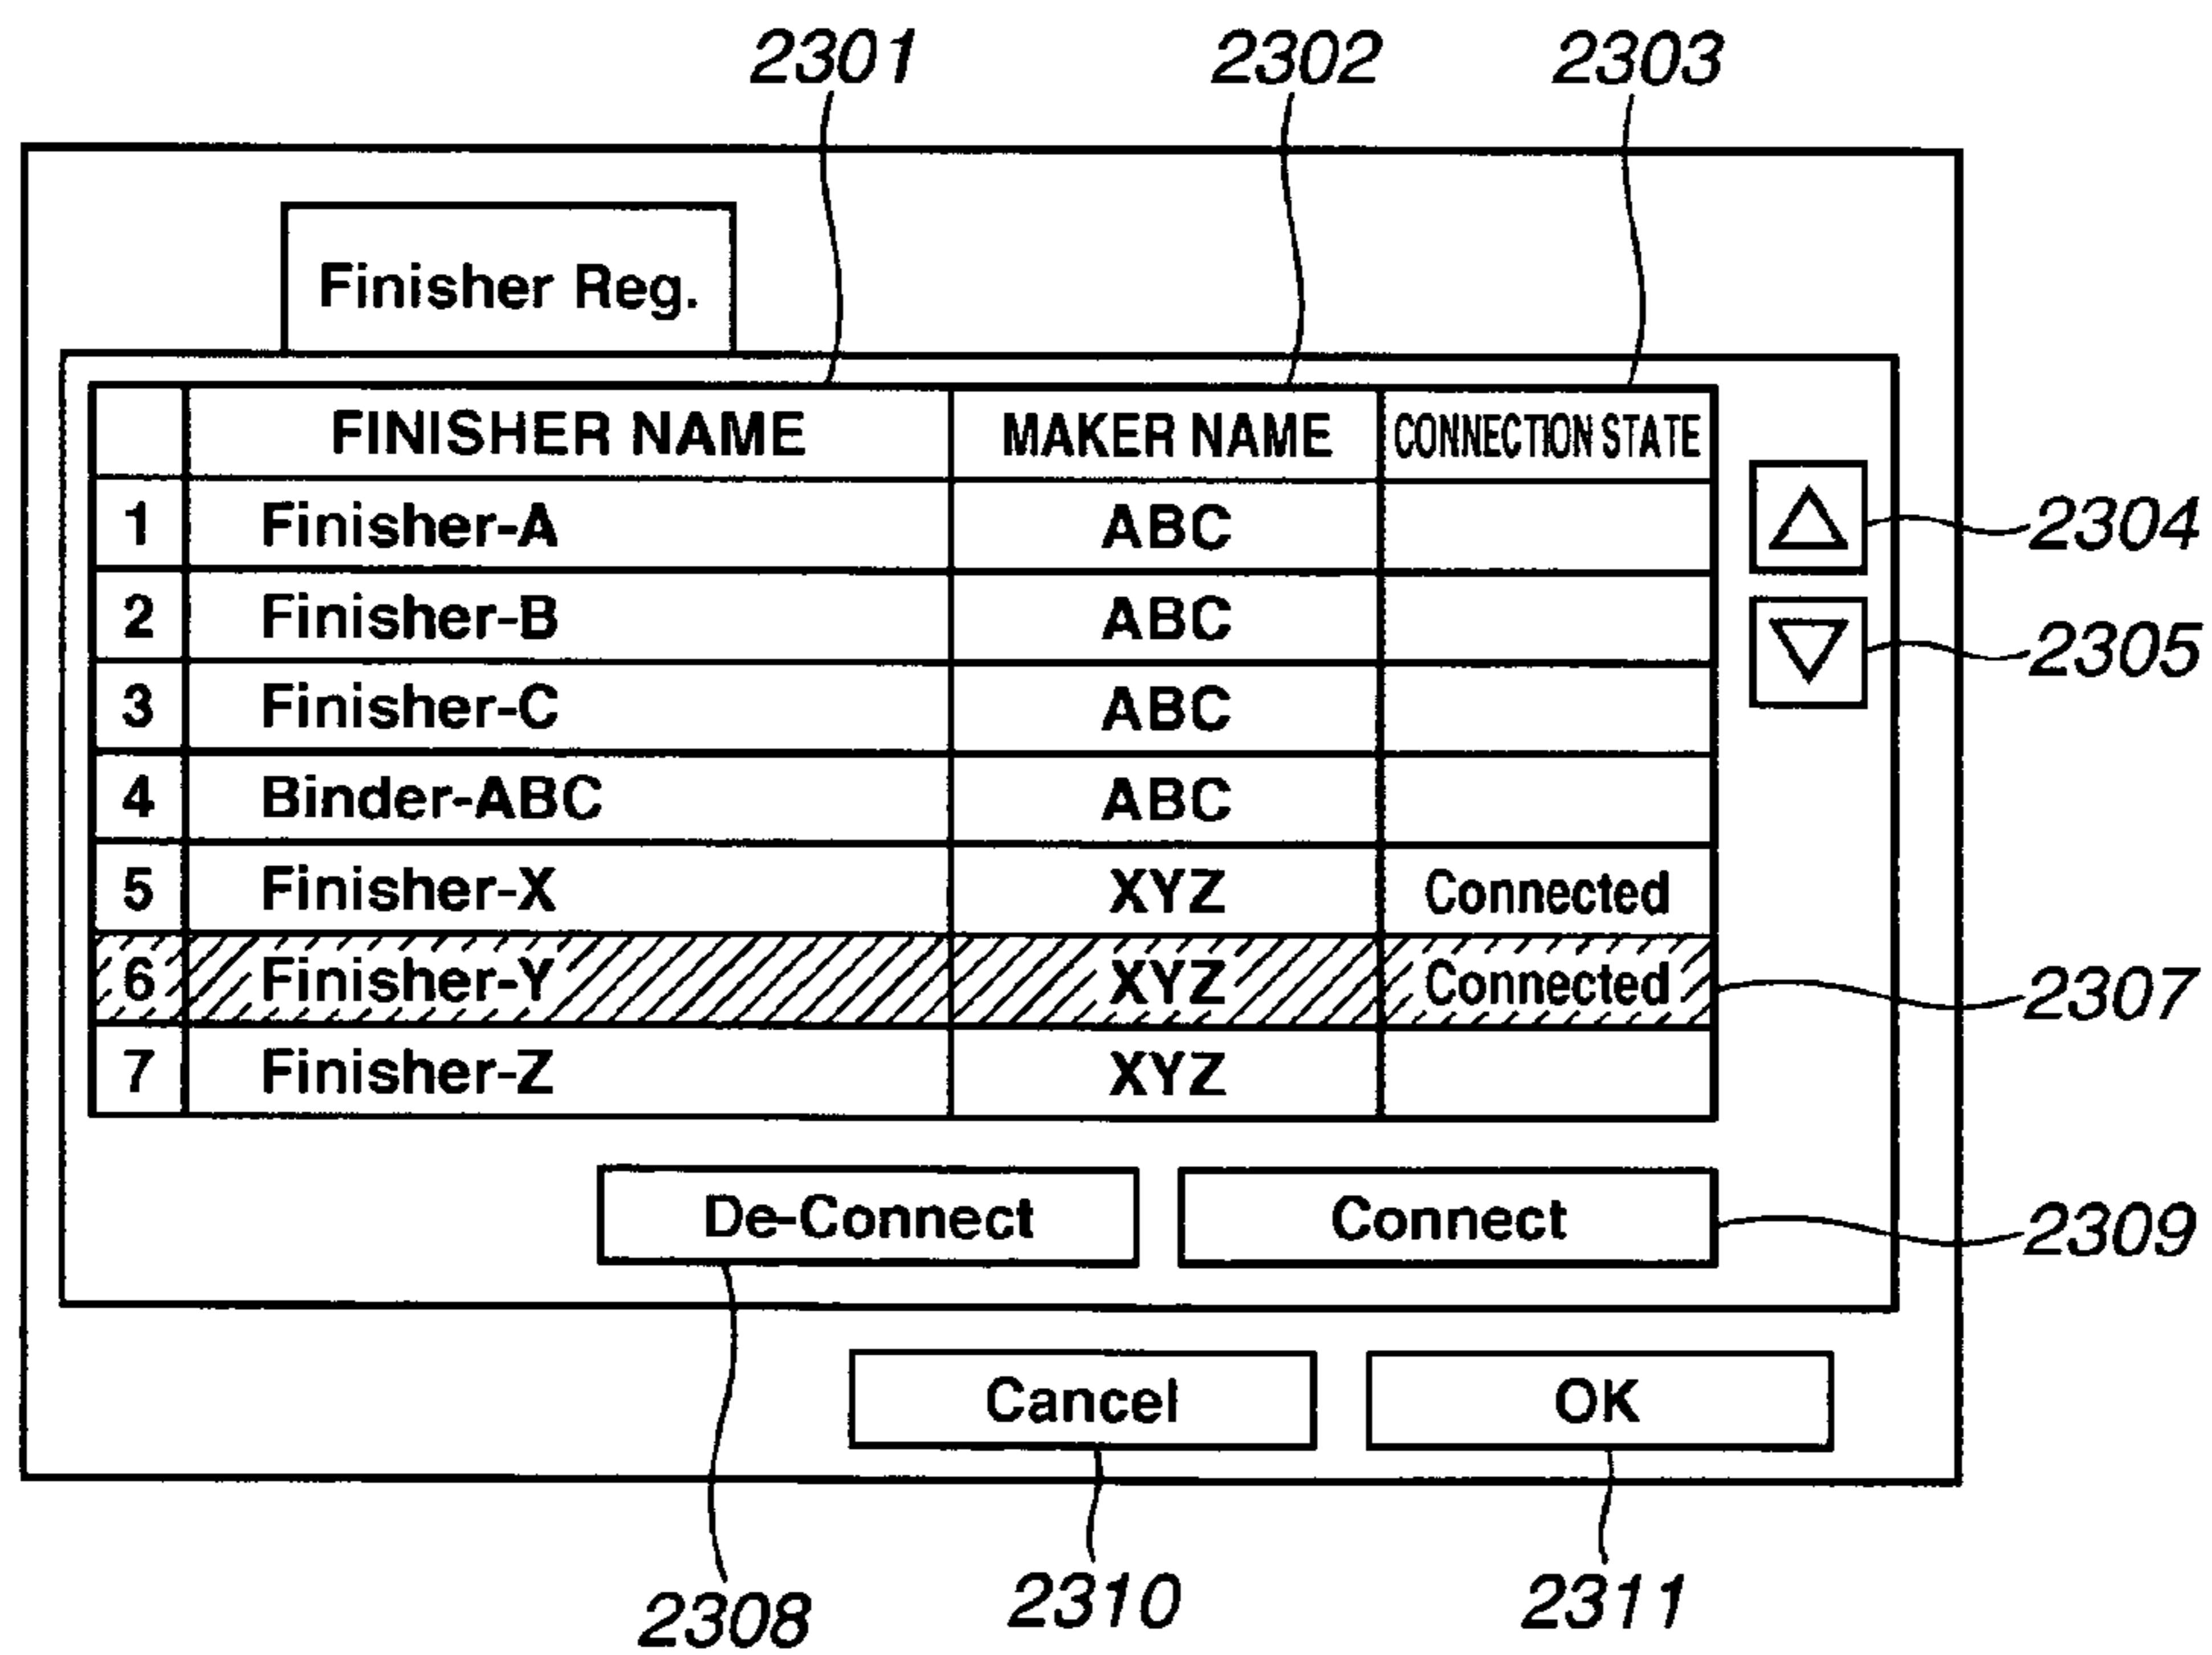 2301 2302 2303
Finisher Reg.
FINISHER NAME MAKER NAME CONNECTION STATE
1 Finisher-A ABC
2304
2 Finisher-B ABC
2305
3 Finisher-C ABC
4 Binder-ABC ABC
5 Finisher-X XYZ Connected
6 Finisher-Y XYZ Connected
2307
7 Finisher-Z XYZ
De-Connect Connect
2309
Cancel OK
2308 2310 2311